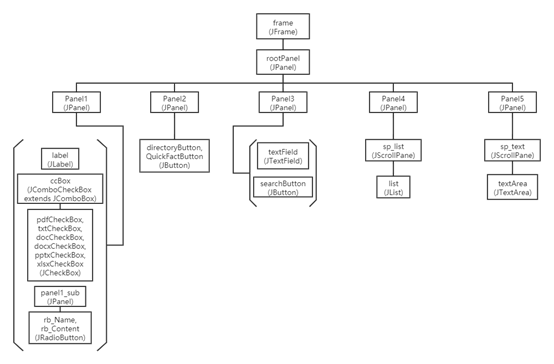 frame
(JFrame)
rootPanel
(JPanel)
Panel1
(JPanel)
Panel2
(JPanel)
Panel3
(JPanel)
Panel4
(JPanel)
Panel5
(JPanel)
label
(JLabel)
ccBox
(JComboCheckBox
extends JComboBox)
pdfCheckBox,
txtCheckBox,
docCheckBox,
docxCheckBox,
pptxCheckBox,
xlsxCheckBox
(JCheckBox)
panel1_sub
(JPanel)
rb_Name,
rb_Content
(JRadioButton)
directoryButton,
QuickFactButton
(JButton)
textField
(JTextField)
searchButton
(JButton)
sp_list
(JScrollPane)
list
(JList)
sp_text
(JScrollPane)
textArea
(JTextArea)